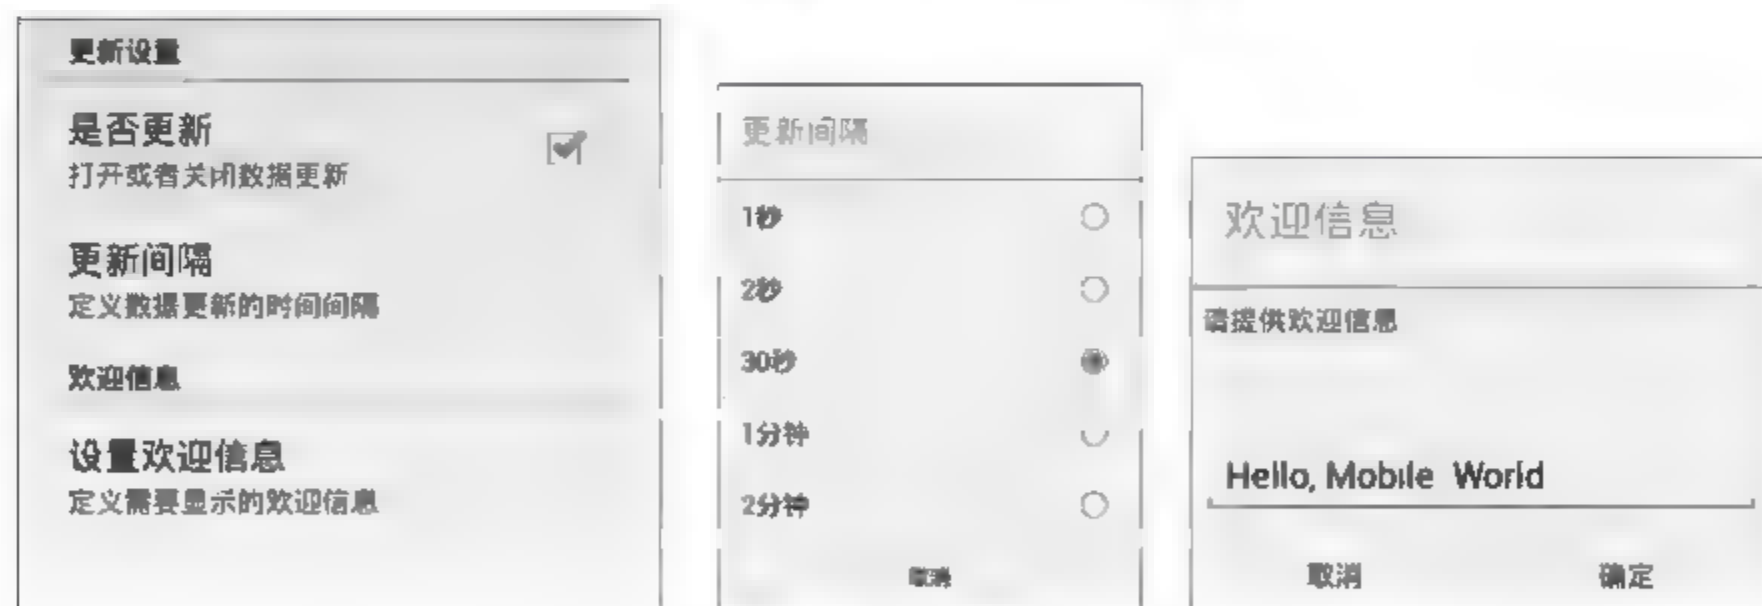 更新设置
是否更新
打开或者关闭数据更新
更新间隔
定义数据更新的时间间隔
欢迎信息
设置欢迎信息
定义需要显示的欢迎信息
更新间隔
1秒
2秒
30秒
1分钟
2分钟
取消
欢迎信息
请提供欢迎信息
Hello, Mobile World
取消
确定